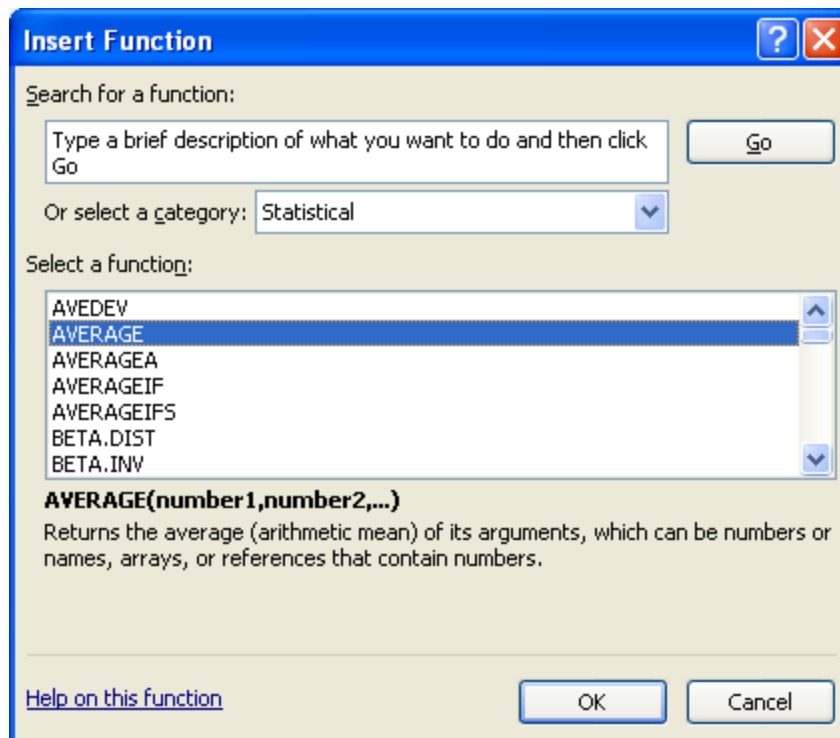 Insert Function
Search for a function:
Type a brief description of what you want to do and then click
Go
Go
Or select a category: Statistical
Select a function:
AVEDEV
AVERAGE
AVERAGEA
AVERAGEIF
AVERAGEIFS
BETA.DIST
BETA.INV
AVERAGE(number1,number2,...)
Returns the average (arithmetic mean) of its arguments, which can be numbers or
names, arrays, or references that contain numbers.
Help on this function
OK
Cancel